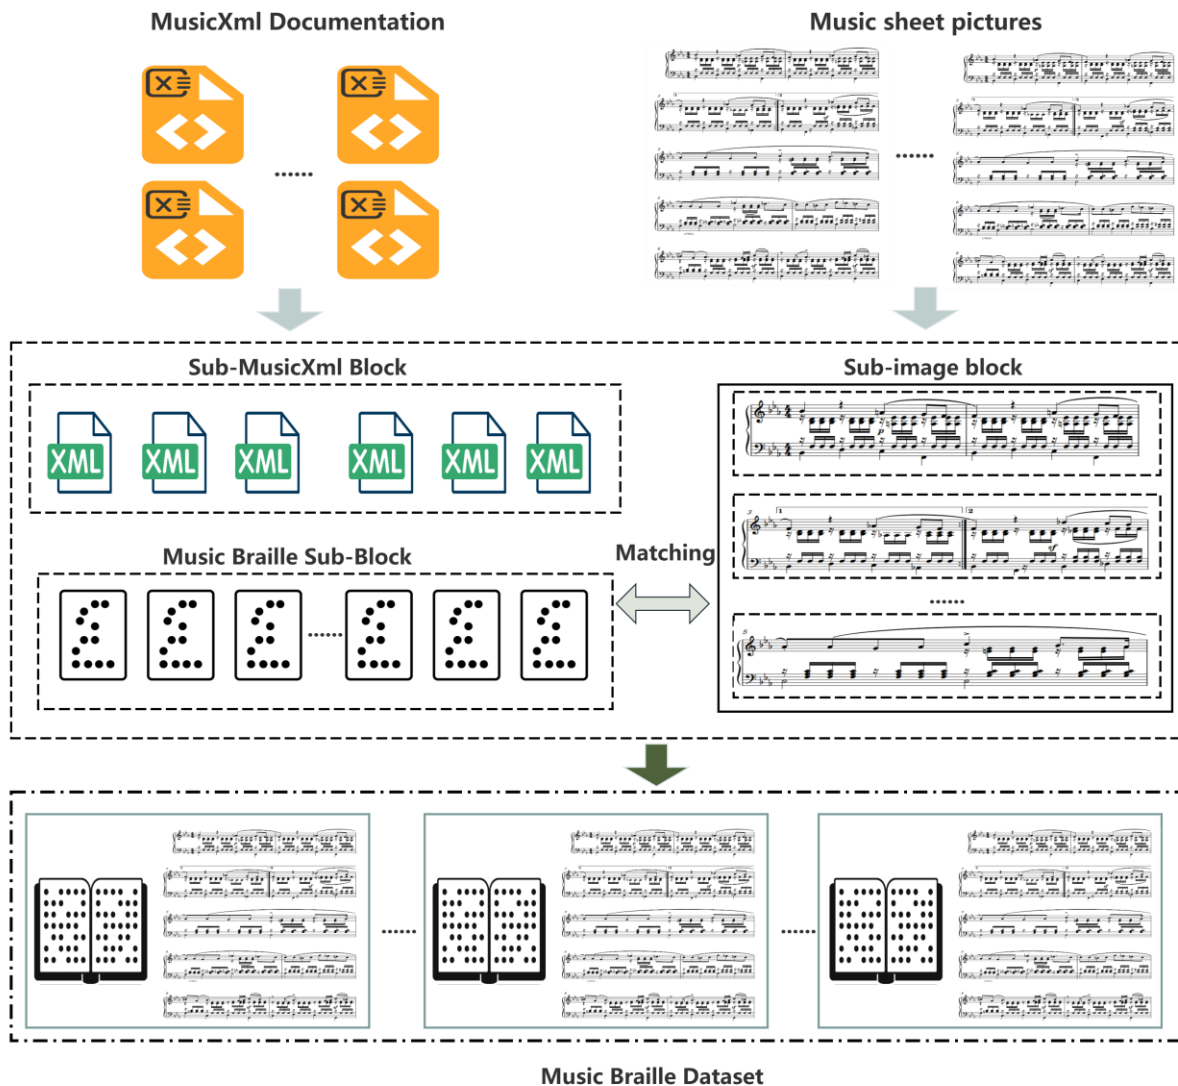 MusicXml Documentation
Music sheet pictures
......
......
Sub-MusicXml Block
Sub-image block
XML XML XML XML XML XML
Music Braille Sub-Block
Matching
......
......
......
......
Music Braille Dataset